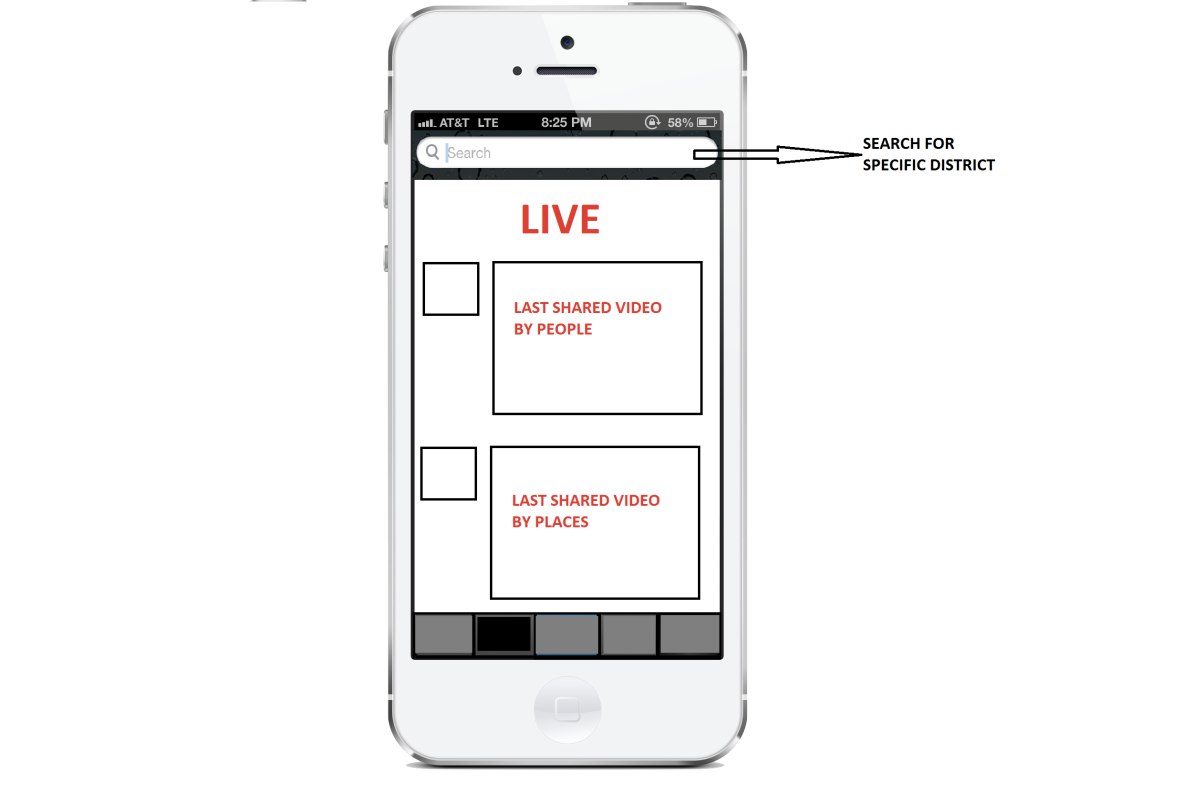 AT&T LTE 8:25 PM 58%
Search
SEARCH FOR
SPECIFIC DISTRICT
LIVE
LAST SHARED VIDEO
BY PEOPLE
LAST SHARED VIDEO
BY PLACES